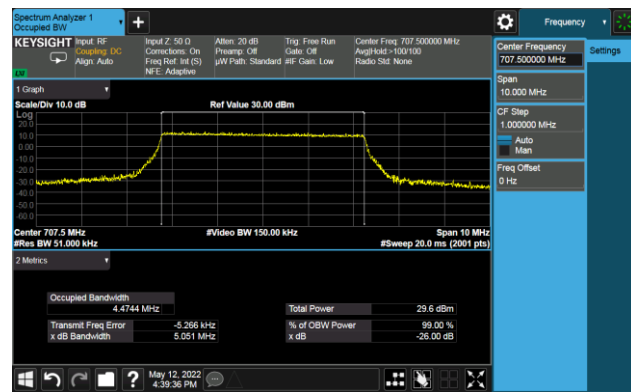 Spectrum Analyzer 1
Occupied BW
Frequency
KEYSIGHT
Input: RF
Coupling: DC
Align: Auto
Input Z: 50 Ω
Corrections: On
Freq Ref: Int (S)
NFE: Adaptive
Atten: 20 dB
Preamp: Off
µW Path: Standard
Trig: Free Run
Gate: Off
#IF Gain: Low
Center Freq: 707.500000 MHz
Avg|Hold:>100/100
Radio Std: None
Center Frequency
707.500000 MHz
Settings
Span
10.000 MHz
CF Step
1.000000 MHz
Auto
Man
Freq Offset
0 Hz
1 Graph
Scale/Div 10.0 dB
Ref Value 30.00 dBm
Log
20.0
10.0
0.00
-10.0
-20.0
-30.0
-40.0
-50.0
-60.0
Center 707.5 MHz
#Video BW 150.00 kHz
Span 10 MHz
#Res BW 51.000 kHz
#Sweep 20.0 ms (2001 pts)
2 Metrics
Occupied Bandwidth
4.4744 MHz
Total Power
29.6 dBm
Transmit Freq Error
-5.266 kHz
% of OBW Power
99.00 %
x dB Bandwidth
5.051 MHz
x dB
-26.00 dB
May 12, 2022
4:39:36 PM